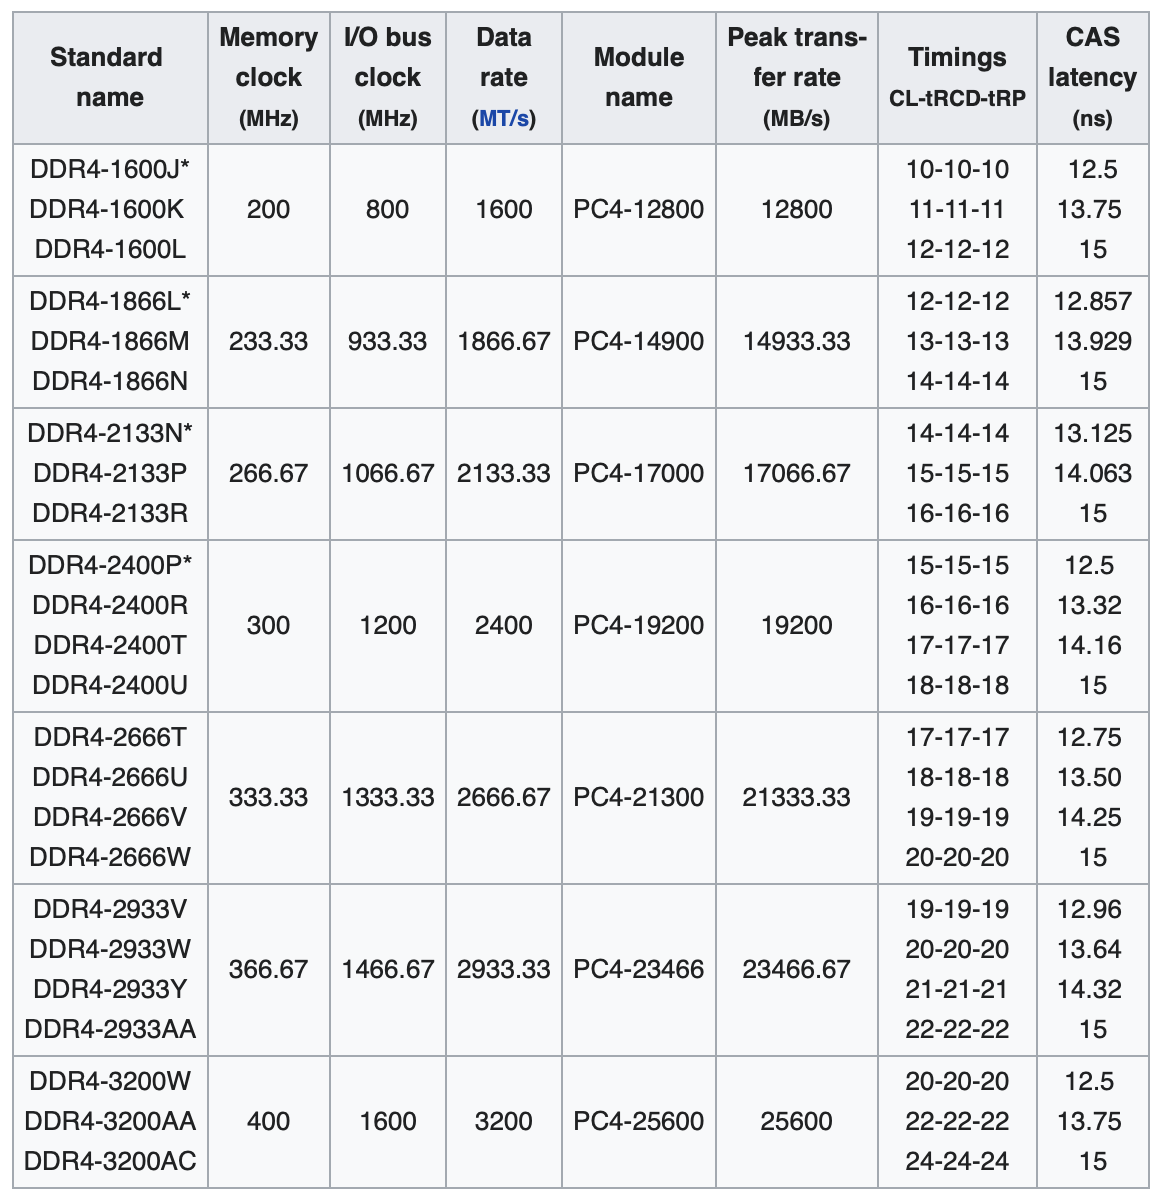 Standard name	Memory clock (MHz)	I/O bus clock (MHz)	Data rate (MT/s)	Module name	Peak trans-fer rate (MB/s)	Timings CL-tRCD-tRP	CAS latency (ns)
DDR4-1600J*	10-10-10	12.5
DDR4-1600K	200	800	1600	PC4-12800	12800	11-11-11	13.75
DDR4-1600L	12-12-12	15
DDR4-1866L*	12-12-12	12.857
DDR4-1866M	233.33	933.33	1866.67	PC4-14900	14933.33	13-13-13	13.929
DDR4-1866N	14-14-14	15
DDR4-2133N*	14-14-14	13.125
DDR4-2133P	266.67	1066.67	2133.33	PC4-17000	17066.67	15-15-15	14.063
DDR4-2133R	16-16-16	15
DDR4-2400P*	15-15-15	12.5
DDR4-2400R	16-16-16	13.32
300	1200	2400	PC4-19200	19200
DDR4-2400T	17-17-17	14.16
DDR4-2400U	18-18-18	15
DDR4-2666T	17-17-17	12.75
DDR4-2666U	18-18-18	13.50
333.33	1333.33	2666.67	PC4-21300	21333.33
DDR4-2666V	19-19-19	14.25
DDR4-2666W	20-20-20	15
DDR4-2933V	19-19-19	12.96
DDR4-2933W	20-20-20	13.64
366.67	1466.67	2933.33	PC4-23466	23466.67
DDR4-2933Y	21-21-21	14.32
DDR4-2933AA	22-22-22	15
DDR4-3200W	20-20-20	12.5
DDR4-3200AA	400	1600	3200	PC4-25600	25600	22-22-22	13.75
DDR4-3200AC	24-24-24	15